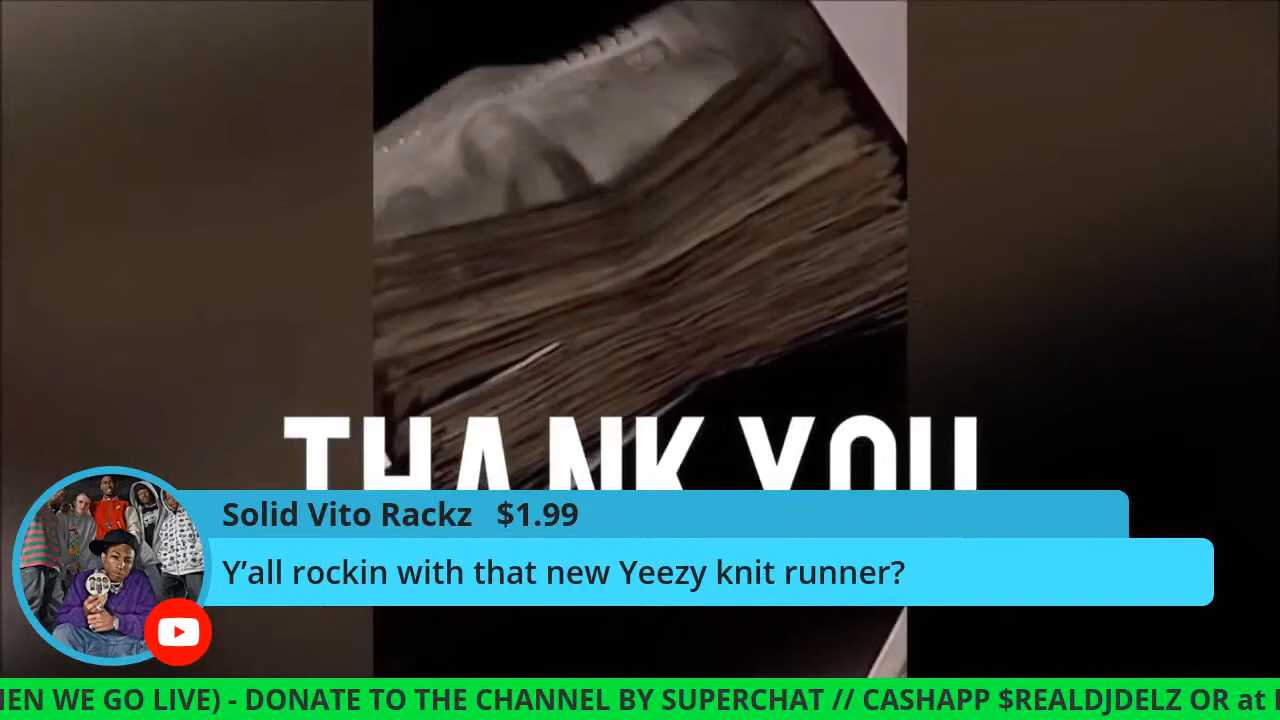 THANK YOU
Solid Vito Rackz $1.99
Y’all rockin with that new Yeezy knit runner?
WE GO LIVE) - DONATE TO THE CHANNEL BY SUPERCHAT // CASHAPP $REALDJDELZ OR at